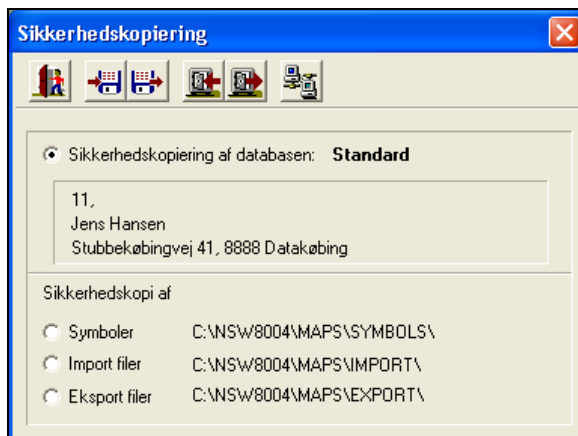 Sikkerhedskopiering
Sikkerhedskopiering af databasen: Standard
11,
Jens Hansen
Stubbekøbingvej 41, 8888 Datakøbing
Sikkerhedskopi af
Symboler C:\NSW8004\MAPS\SYMBOLS\
Import filer C:\NSW8004\MAPS\IMPORT\
Eksport filer C:\NSW8004\MAPS\EXPORT\